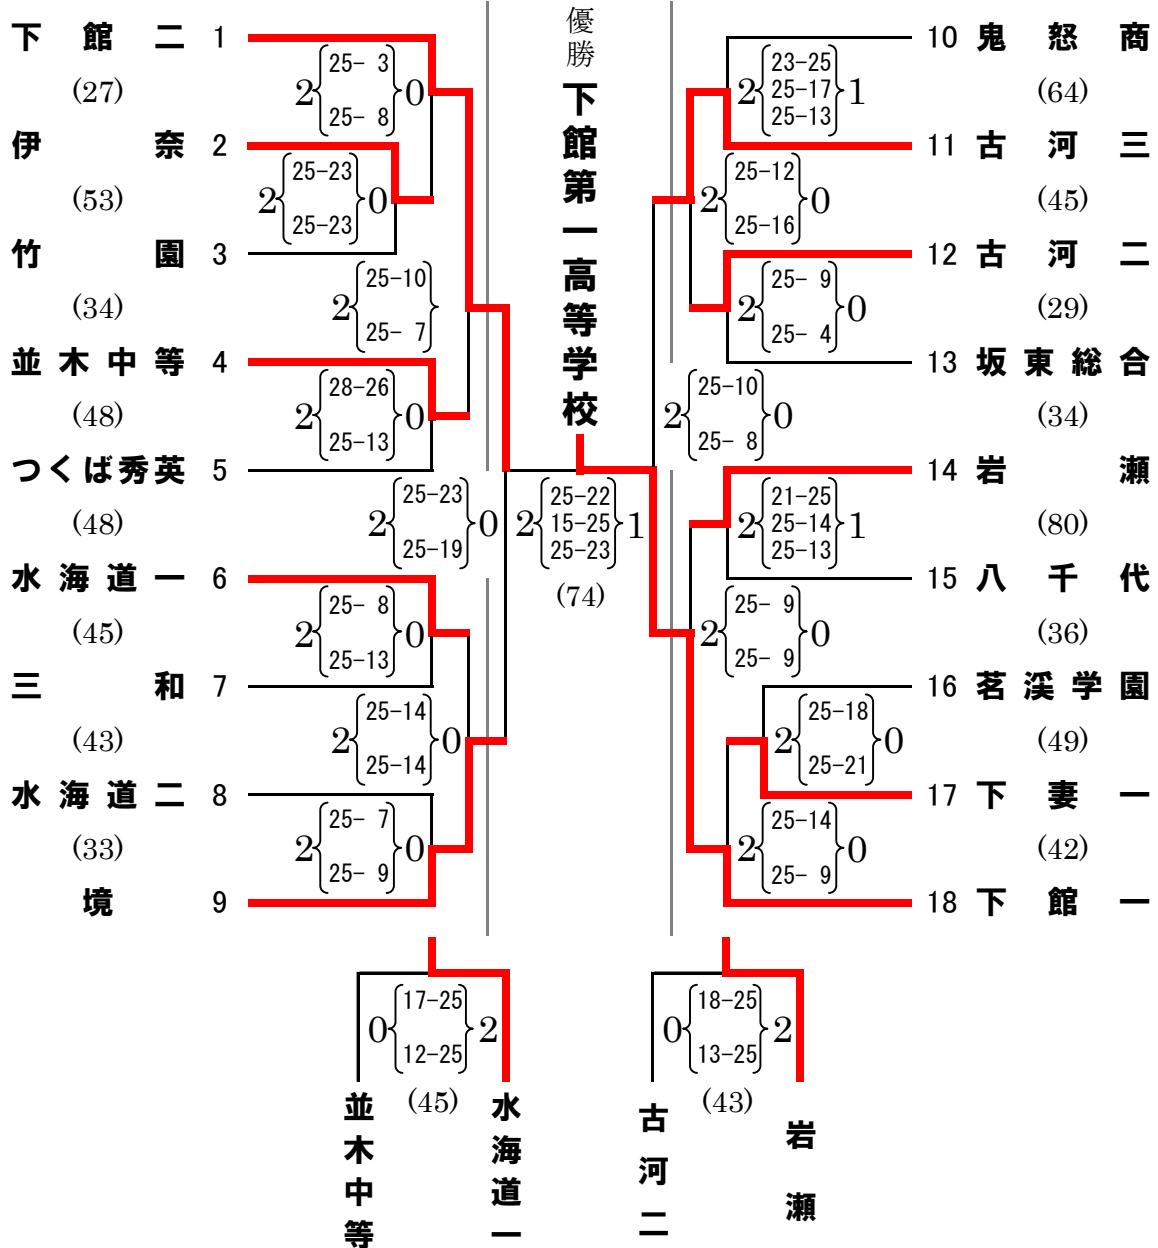 優勝
下館第一高等学校
下館二 1
25- 3
2 0
25- 8
(27)
伊奈 2
25-23
2 0
25-23
(53)
竹園 3
25-10
2
25- 7
(34)
並木中等 4
28-26
2 0
25-13
(48)
つくば秀英 5
25-23
2 0
25-19
(48)
水海道一 6
25- 8
2 0
25-13
(45)
三和 7
25-14
2 0
25-14
(43)
水海道二 8
25- 7
2 0
25- 9
(33)
境 9
25-22
2 15-25 1
25-23
(74)
10 鬼怒商
23-25
2 25-17 1
25-13
(64)
11 古河三
25-12
2 0
25-16
(45)
12 古河二
25- 9
2 0
25- 4
(29)
13 坂東総合
25-10
2 0
25- 8
(34)
14 岩瀬
21-25
2 25-14 1
25-13
(80)
15 八千代
25- 9
2 0
25- 9
(36)
16 茗溪学園
25-18
2 0
25-21
(49)
17 下妻一
25-14
2 0
25- 9
(42)
18 下館一
17-25
0 2
12-25
(45)
並木中等
水海道一
18-25
0 2
13-25
(43)
古河二
岩瀬